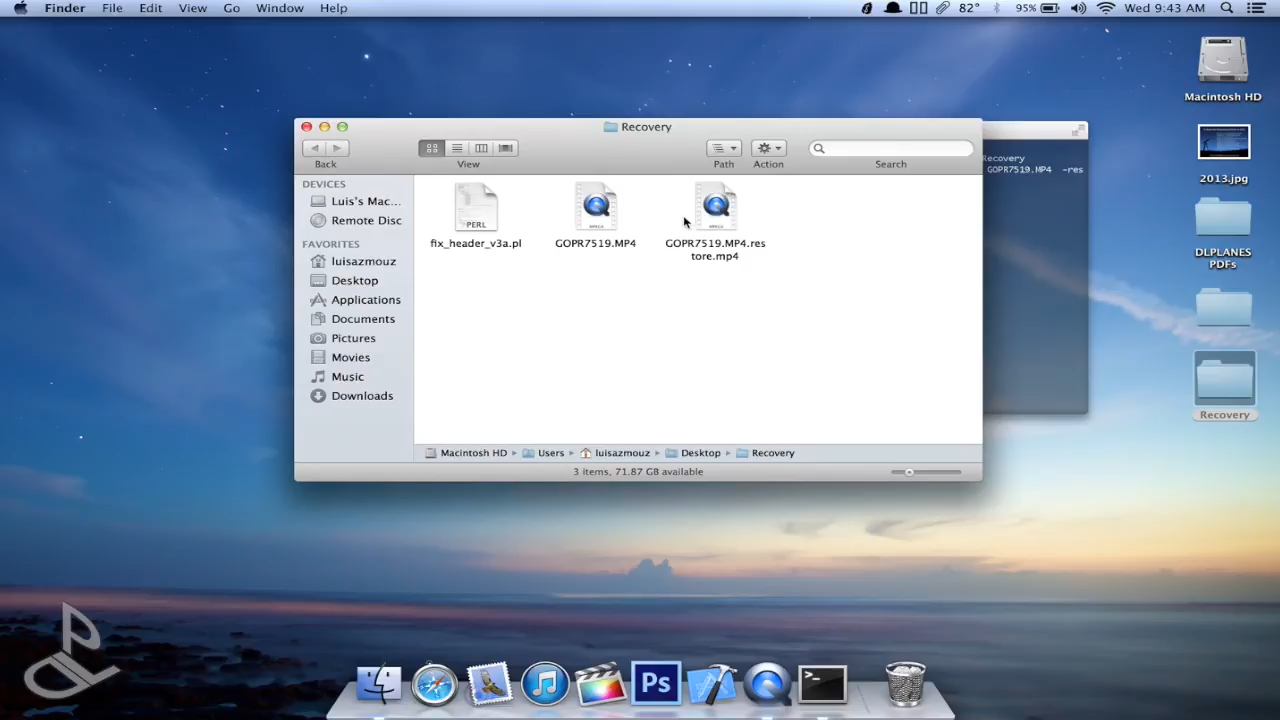 Finder File Edit View Go Window Help 82° 95% Wed 9:43 AM
Macintosh HD
2013.jpg
DLPLANES
PDFs
Recovery
Recovery
Back View Path Action Search
DEVICES
Luis's Mac...
Remote Disc
FAVORITES
luisazmouz
Desktop
Applications
Documents
Pictures
Movies
Music
Downloads
PERL
MPEG4
MPEG4
fix_header_v3a.pl GOPR7519.MP4 GOPR7519.MP4.res
tore.mp4
Recovery
GOPR7519.MP4 -res
Macintosh HD Users luisazmouz Desktop Recovery
3 items, 71.87 GB available
Ps
>_